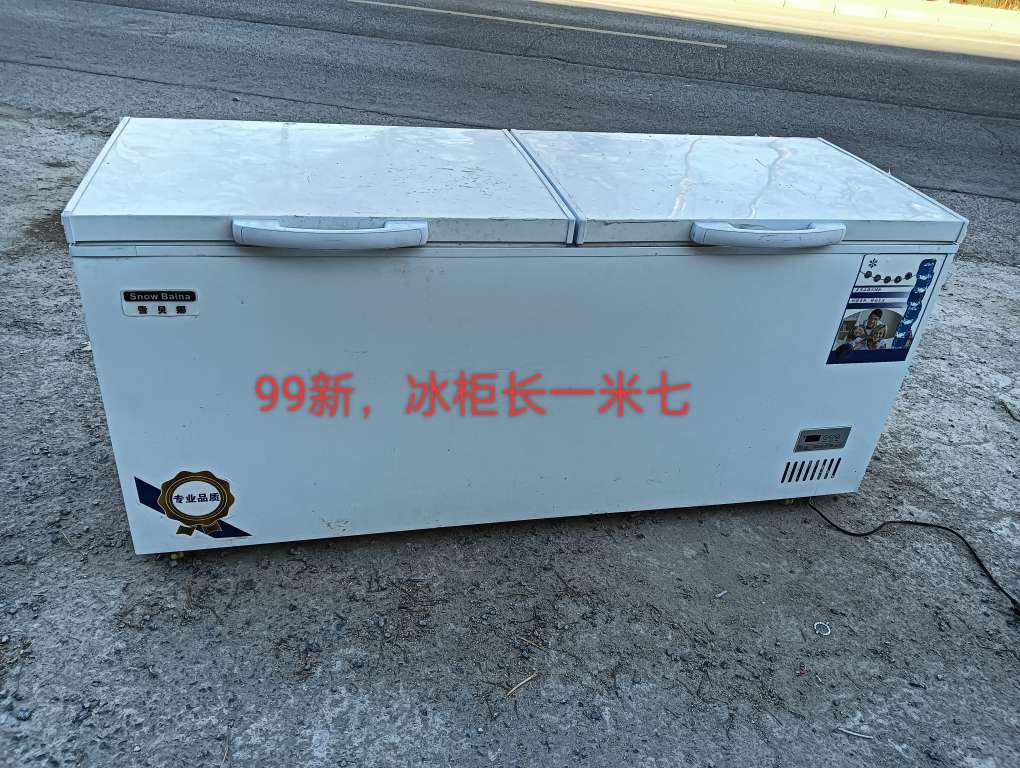 Snow Baina
雪贝娜
99新，冰柜长一米七
专业品质